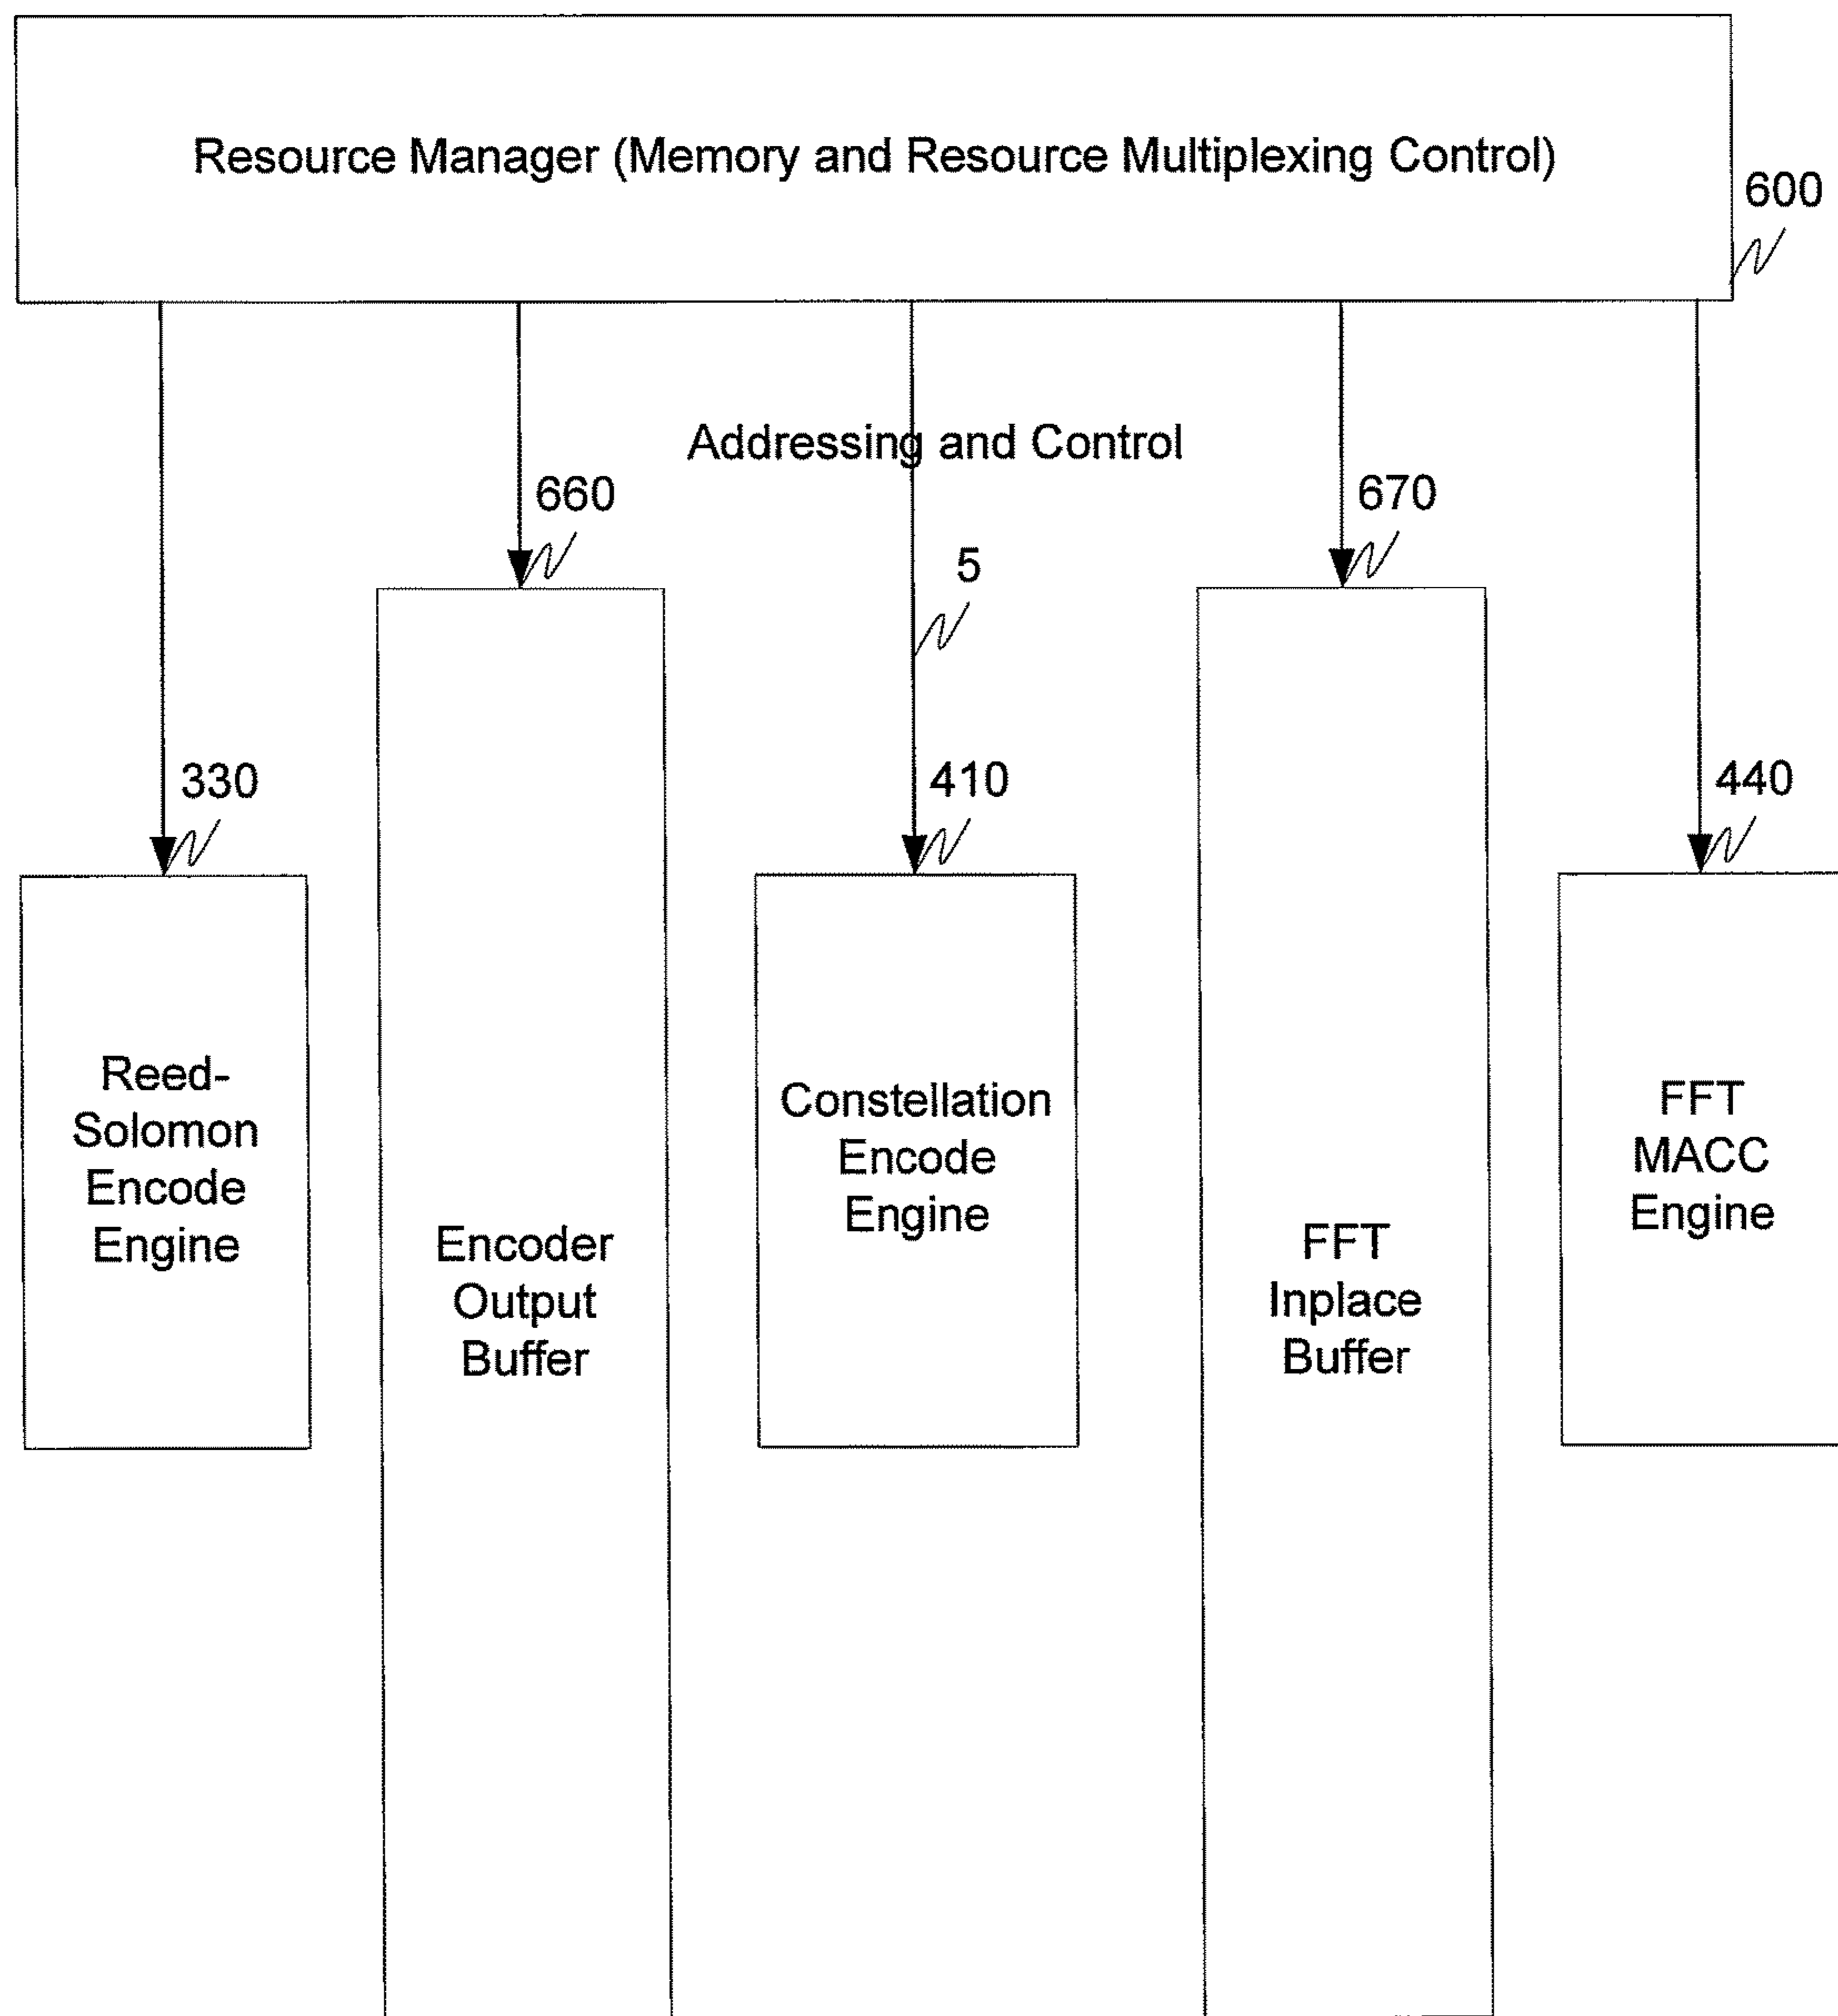 Resource Manager (Memory and Resource Multiplexing Control)
600
Addressing and Control
660
670
5
330
410
440
Reed-
Solomon
Encode
Engine
Encoder
Output
Buffer
Constellation
Encode
Engine
FFT
Inplace
Buffer
FFT
MACC
Engine